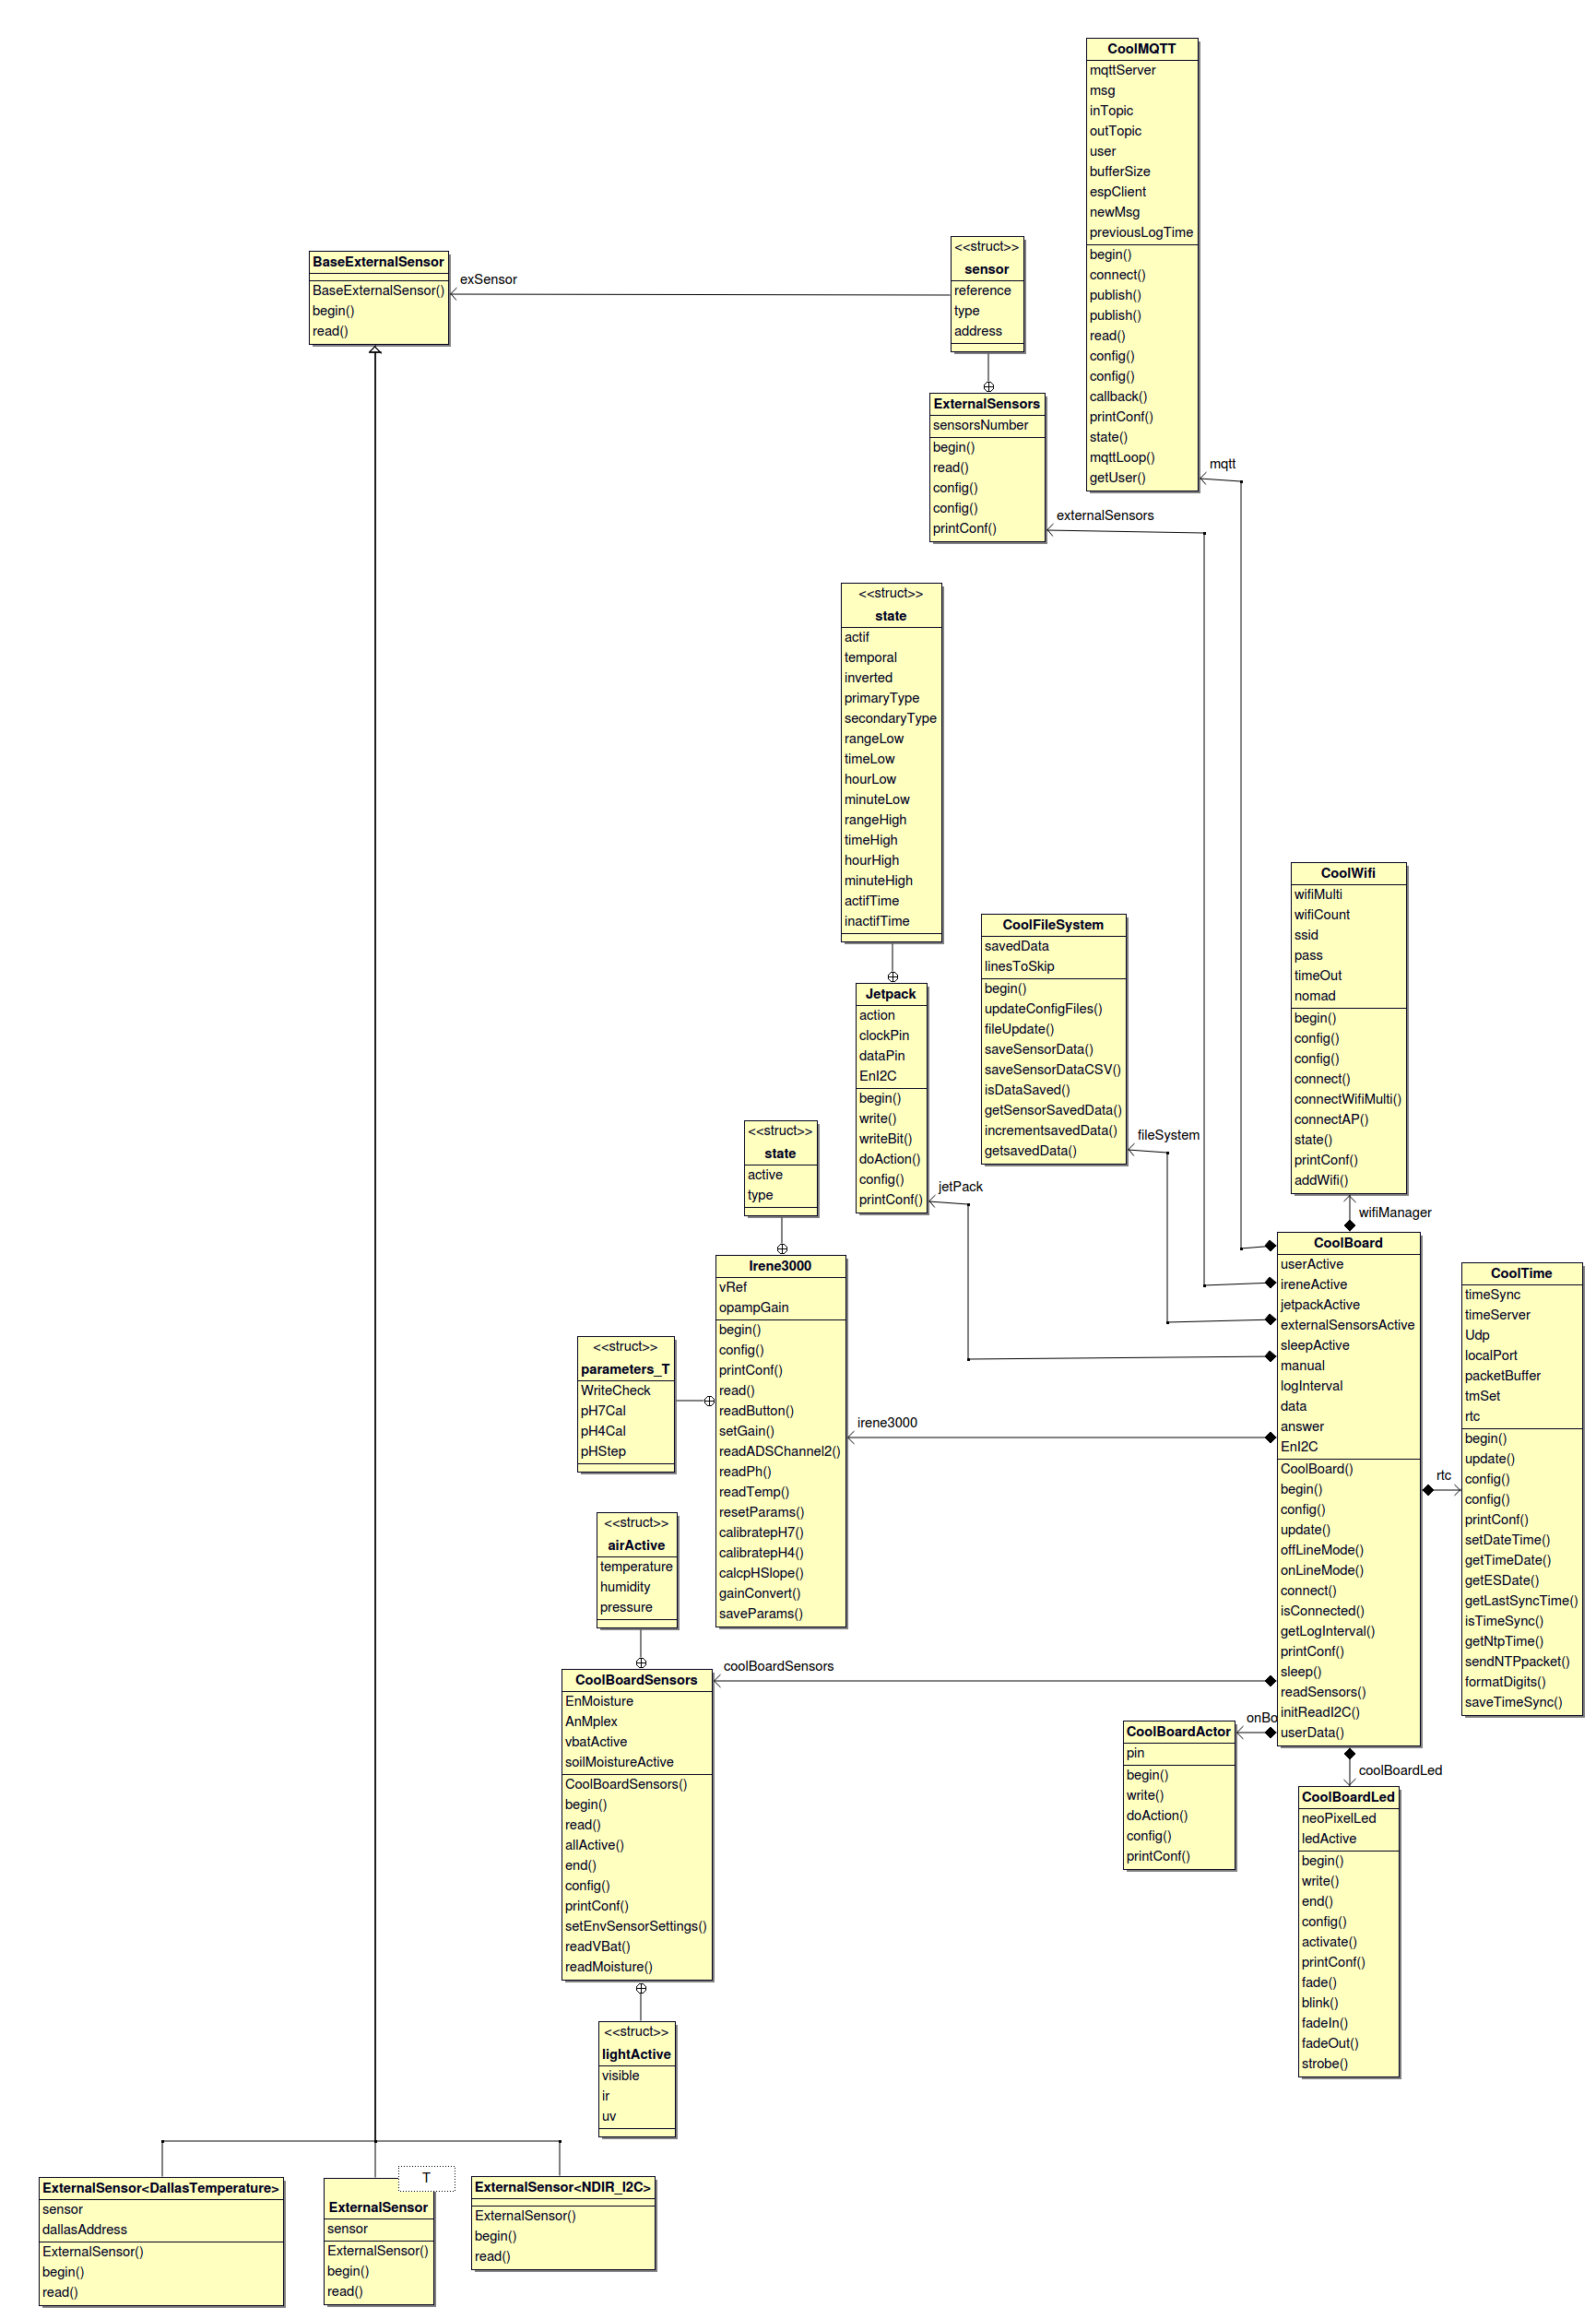 CoolMQTT
mqttServer
msg
inTopic
outTopic
user
bufferSize
espClient
newMsg
previousLogTime
begin()
connect()
publish()
publish()
read()
config()
config()
callback()
printConf()
state()
mqttLoop()
getUser()
mqtt
BaseExternalSensor
BaseExternalSensor()
begin()
read()
exSensor
<<struct>>
sensor
reference
type
address
ExternalSensors
sensorsNumber
begin()
read()
config()
config()
printConf()
externalSensors
<<struct>>
state
actif
temporal
inverted
primaryType
secondaryType
rangeLow
timeLow
hourLow
minuteLow
rangeHigh
timeHigh
hourHigh
minuteHigh
actifTime
inactifTime
CoolWifi
wifiMulti
wifiCount
ssid
pass
timeOut
nomad
begin()
config()
config()
connect()
connectWifiMulti()
connectAP()
state()
printConf()
addWifi()
wifiManager
CoolFileSystem
savedData
linesToSkip
begin()
updateConfigFiles()
fileUpdate()
saveSensorData()
saveSensorDataCSV()
isDataSaved()
getSensorSavedData()
incrementsavedData()
getsavedData()
fileSystem
Jetpack
action
clockPin
dataPin
EnI2C
begin()
write()
writeBit()
doAction()
config()
printConf()
jetPack
<<struct>>
state
active
type
CoolBoard
userActive
ireneActive
jetpackActive
externalSensorsActive
sleepActive
manual
logInterval
data
answer
EnI2C
CoolBoard()
begin()
config()
update()
offLineMode()
onLineMode()
connect()
isConnected()
getLogInterval()
printConf()
sleep()
readSensors()
initReadI2C()
userData()
CoolTime
timeSync
timeServer
Udp
localPort
packetBuffer
tmSet
rtc
begin()
update()
config()
config()
printConf()
setDateTime()
getTimeDate()
getESDate()
getLastSyncTime()
isTimeSync()
getNtpTime()
sendNTPpacket()
formatDigits()
saveTimeSync()
rtc
Irene3000
vRef
opampGain
begin()
config()
printConf()
read()
readButton()
setGain()
readADSChannel2()
readPh()
readTemp()
resetParams()
calibratepH7()
calibratepH4()
calcpHSlope()
gainConvert()
saveParams()
irene3000
<<struct>>
parameters_T
WriteCheck
pH7Cal
pH4Cal
pHStep
<<struct>>
airActive
temperature
humidity
pressure
CoolBoardSensors
EnMoisture
AnMplex
vbatActive
soilMoistureActive
CoolBoardSensors()
begin()
read()
allActive()
end()
config()
printConf()
setEnvSensorSettings()
readVBat()
readMoisture()
coolBoardSensors
onBo
CoolBoardActor
pin
begin()
write()
doAction()
config()
printConf()
coolBoardLed
CoolBoardLed
neoPixelLed
ledActive
begin()
write()
end()
config()
activate()
printConf()
fade()
blink()
fadeIn()
fadeOut()
strobe()
<<struct>>
lightActive
visible
ir
uv
ExternalSensor<DallasTemperature>
sensor
dallasAddress
ExternalSensor()
begin()
read()
T
ExternalSensor
sensor
ExternalSensor()
begin()
read()
ExternalSensor<NDIR_I2C>
ExternalSensor()
begin()
read()